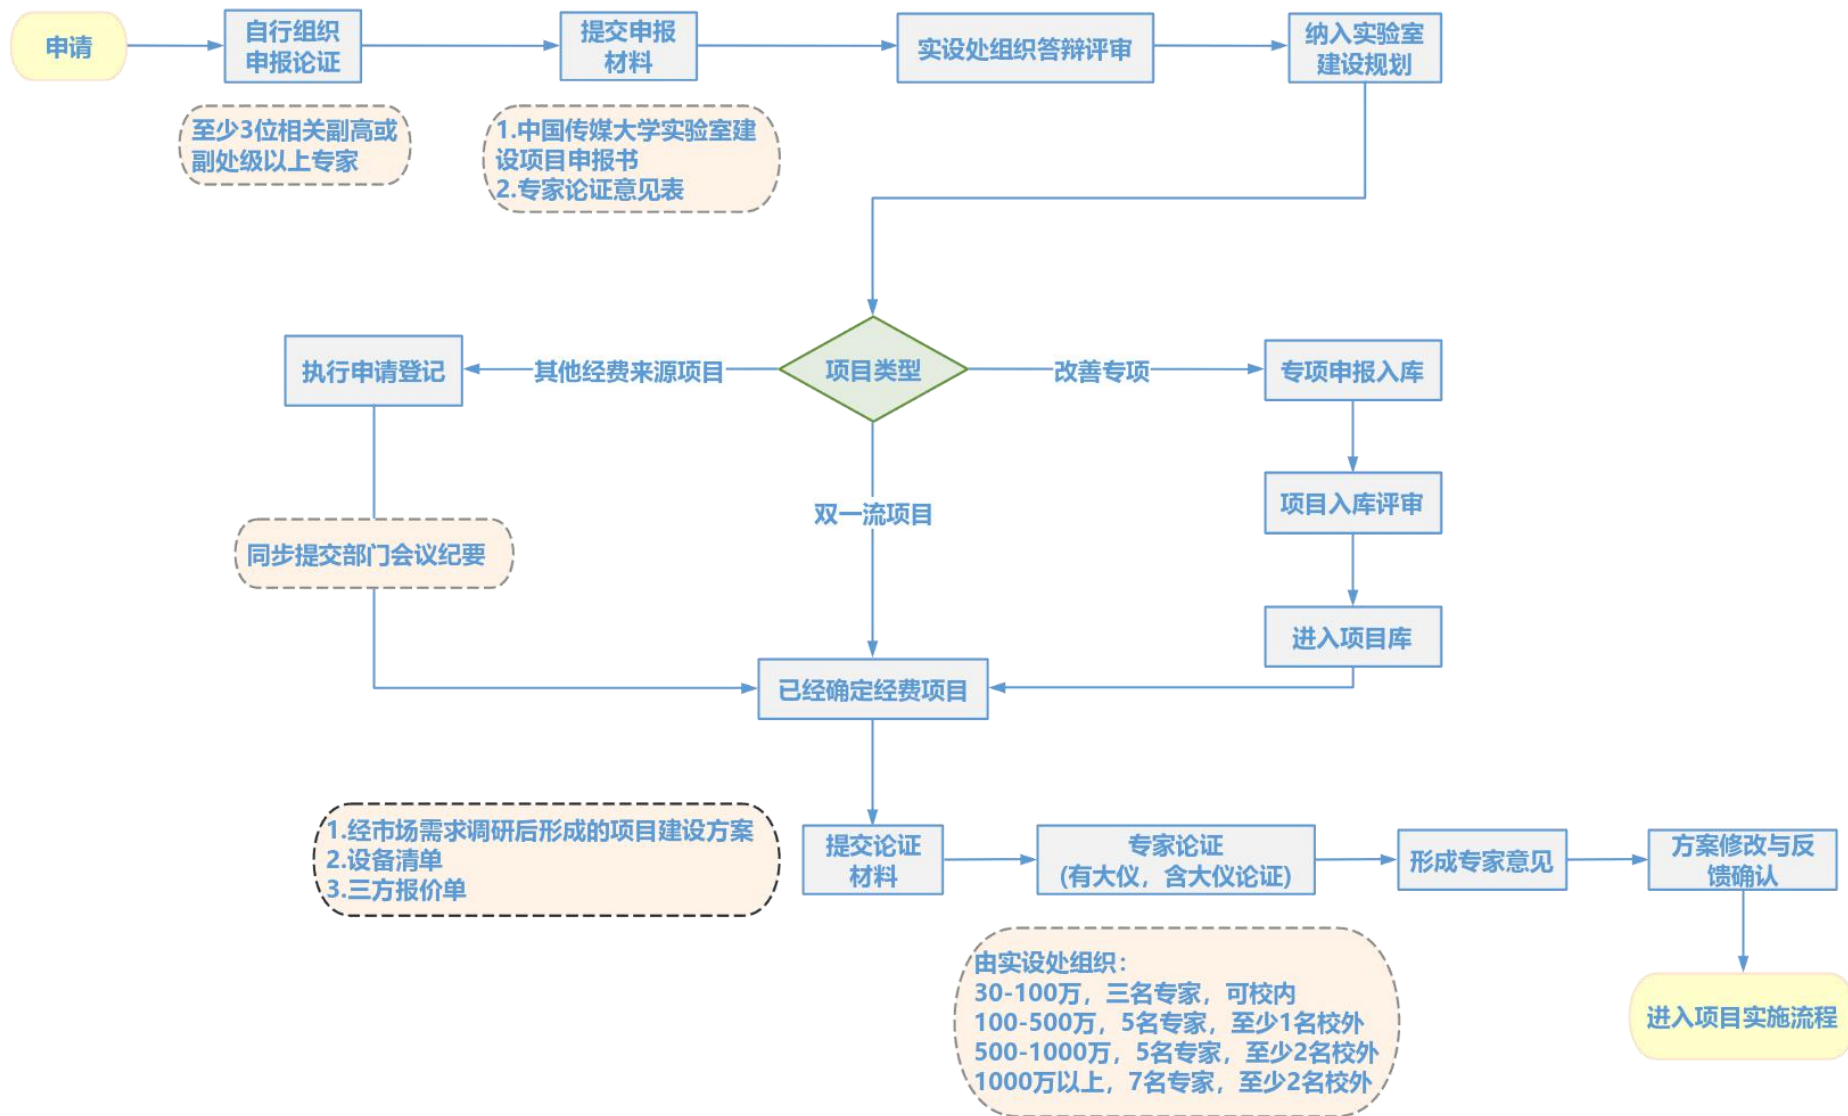 申请
自行组织
申报论证
提交申报
材料
实设处组织答辩评审
纳入实验室
建设规划
至少3位相关副高或
副处级以上专家
1.中国传媒大学实验室建
设项目申报书
2.专家论证意见表
执行申请登记
其他经费来源项目
项目类型
改善专项
专项申报入库
项目入库评审
双一流项目
同步提交部门会议纪要
进入项目库
已经确定经费项目
1.经市场需求调研后形成的项目建设方案
2.设备清单
3.三方报价单
提交论证
材料
专家论证
(有大仪，含大仪论证)
形成专家意见
方案修改与反
馈确认
由实设处组织：
30-100万，三名专家，可校内
100-500万，5名专家，至少1名校外
500-1000万，5名专家，至少2名校外
1000万以上，7名专家，至少2名校外
进入项目实施流程